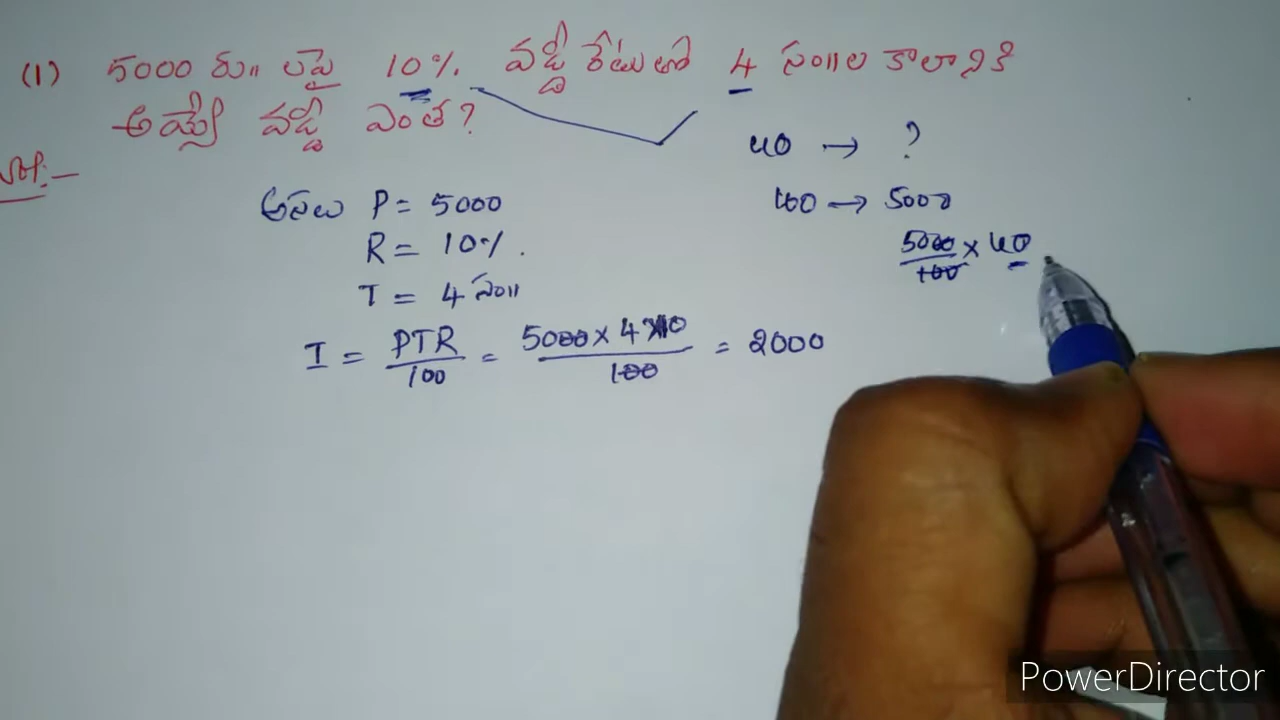 (1) 5000 రు॥ లపై 10%. వడ్డీ రేటుతో 4 సం॥ల కాలానికి
అయ్యే వడ్డీ ఎంత?
Sol:-
అసలు P = 5000
R = 10%.
T = 4 సం॥
I = PTR/100 = 5000 x 4 x 10/100 = 2000
40 → ?
100 → 5000
5000/100 x 40
PowerDirector